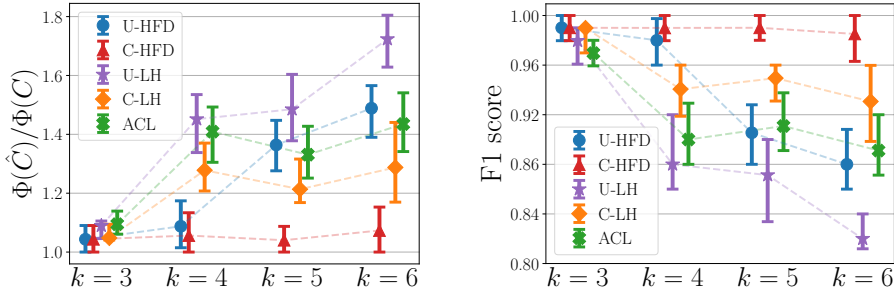 Φ(Ĉ)/Φ(C)
1.8
1.6
1.4
1.2
1.0
U-HFD
C-HFD
U-LH
C-LH
ACL
k = 3 k = 4 k = 5 k = 6
F1 score
1.00
0.96
0.92
0.86
0.84
0.80
U-HFD
C-HFD
U-LH
C-LH
ACL
k = 3 k = 4 k = 5 k = 6